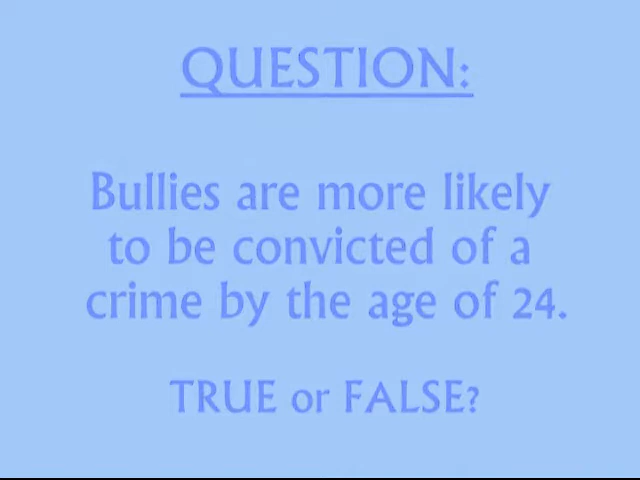 QUESTION:
Bullies are more likely
to be convicted of a
crime by the age of 24.
TRUE or FALSE?